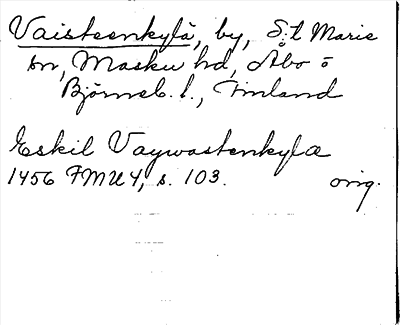 Vaisteenkylä, by, S:t Marie
sn, Masku hd, Åbo o
Björneb. l., Finland
Eskil Vaywastenkylæ
1456 FMU 4, s. 103. orig.